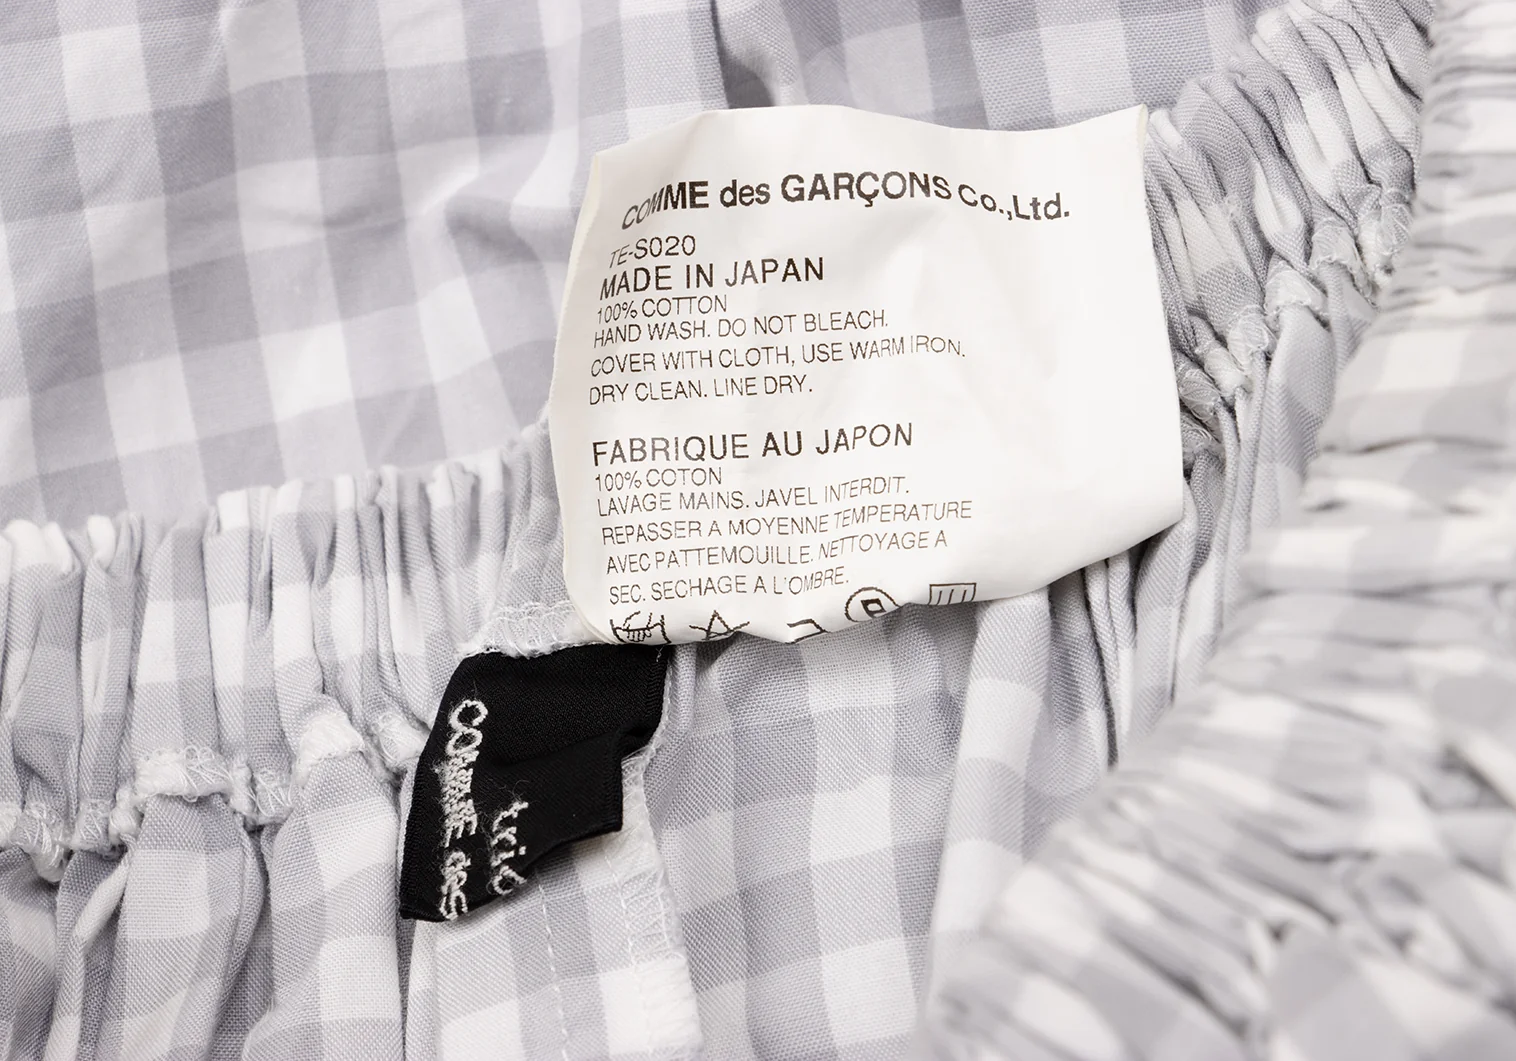 COMME des GARÇONS Co.,Ltd.
TE-S020
MADE IN JAPAN
100% COTTON
HAND WASH. DO NOT BLEACH.
COVER WITH CLOTH, USE WARM IRON.
DRY CLEAN. LINE DRY.
FABRIQUE AU JAPON
100% COTON
LAVAGE MAINS. JAVEL INTERDIT.
REPASSER A MOYENNE TEMPERATURE
AVEC PATTEMOUILLE. NETTOYAGE A
SEC. SECHAGE A L'OMBRE.
tricO
COMME des